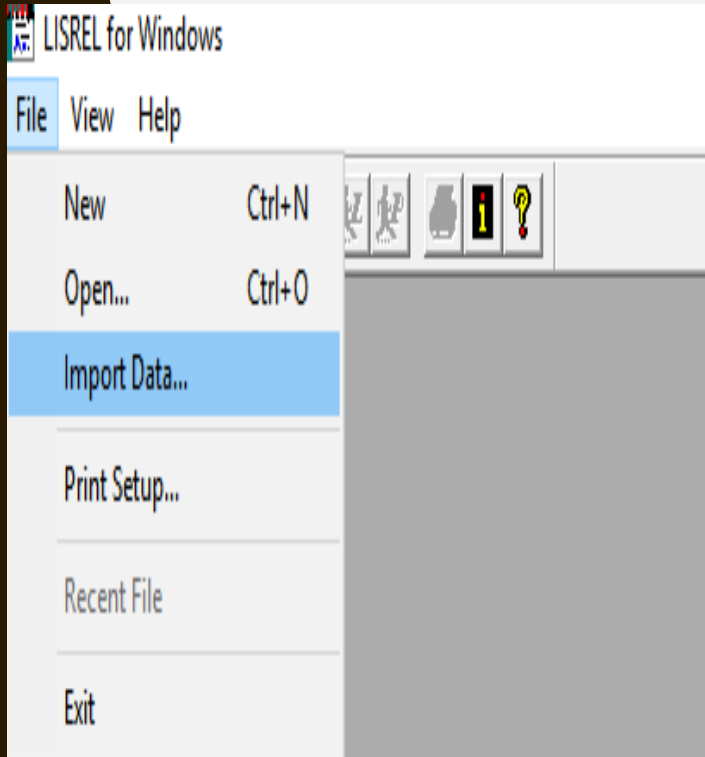 LISREL for Windows
File View Help
New Ctrl+N
Open... Ctrl+O
Import Data...
Print Setup...
Recent File
Exit